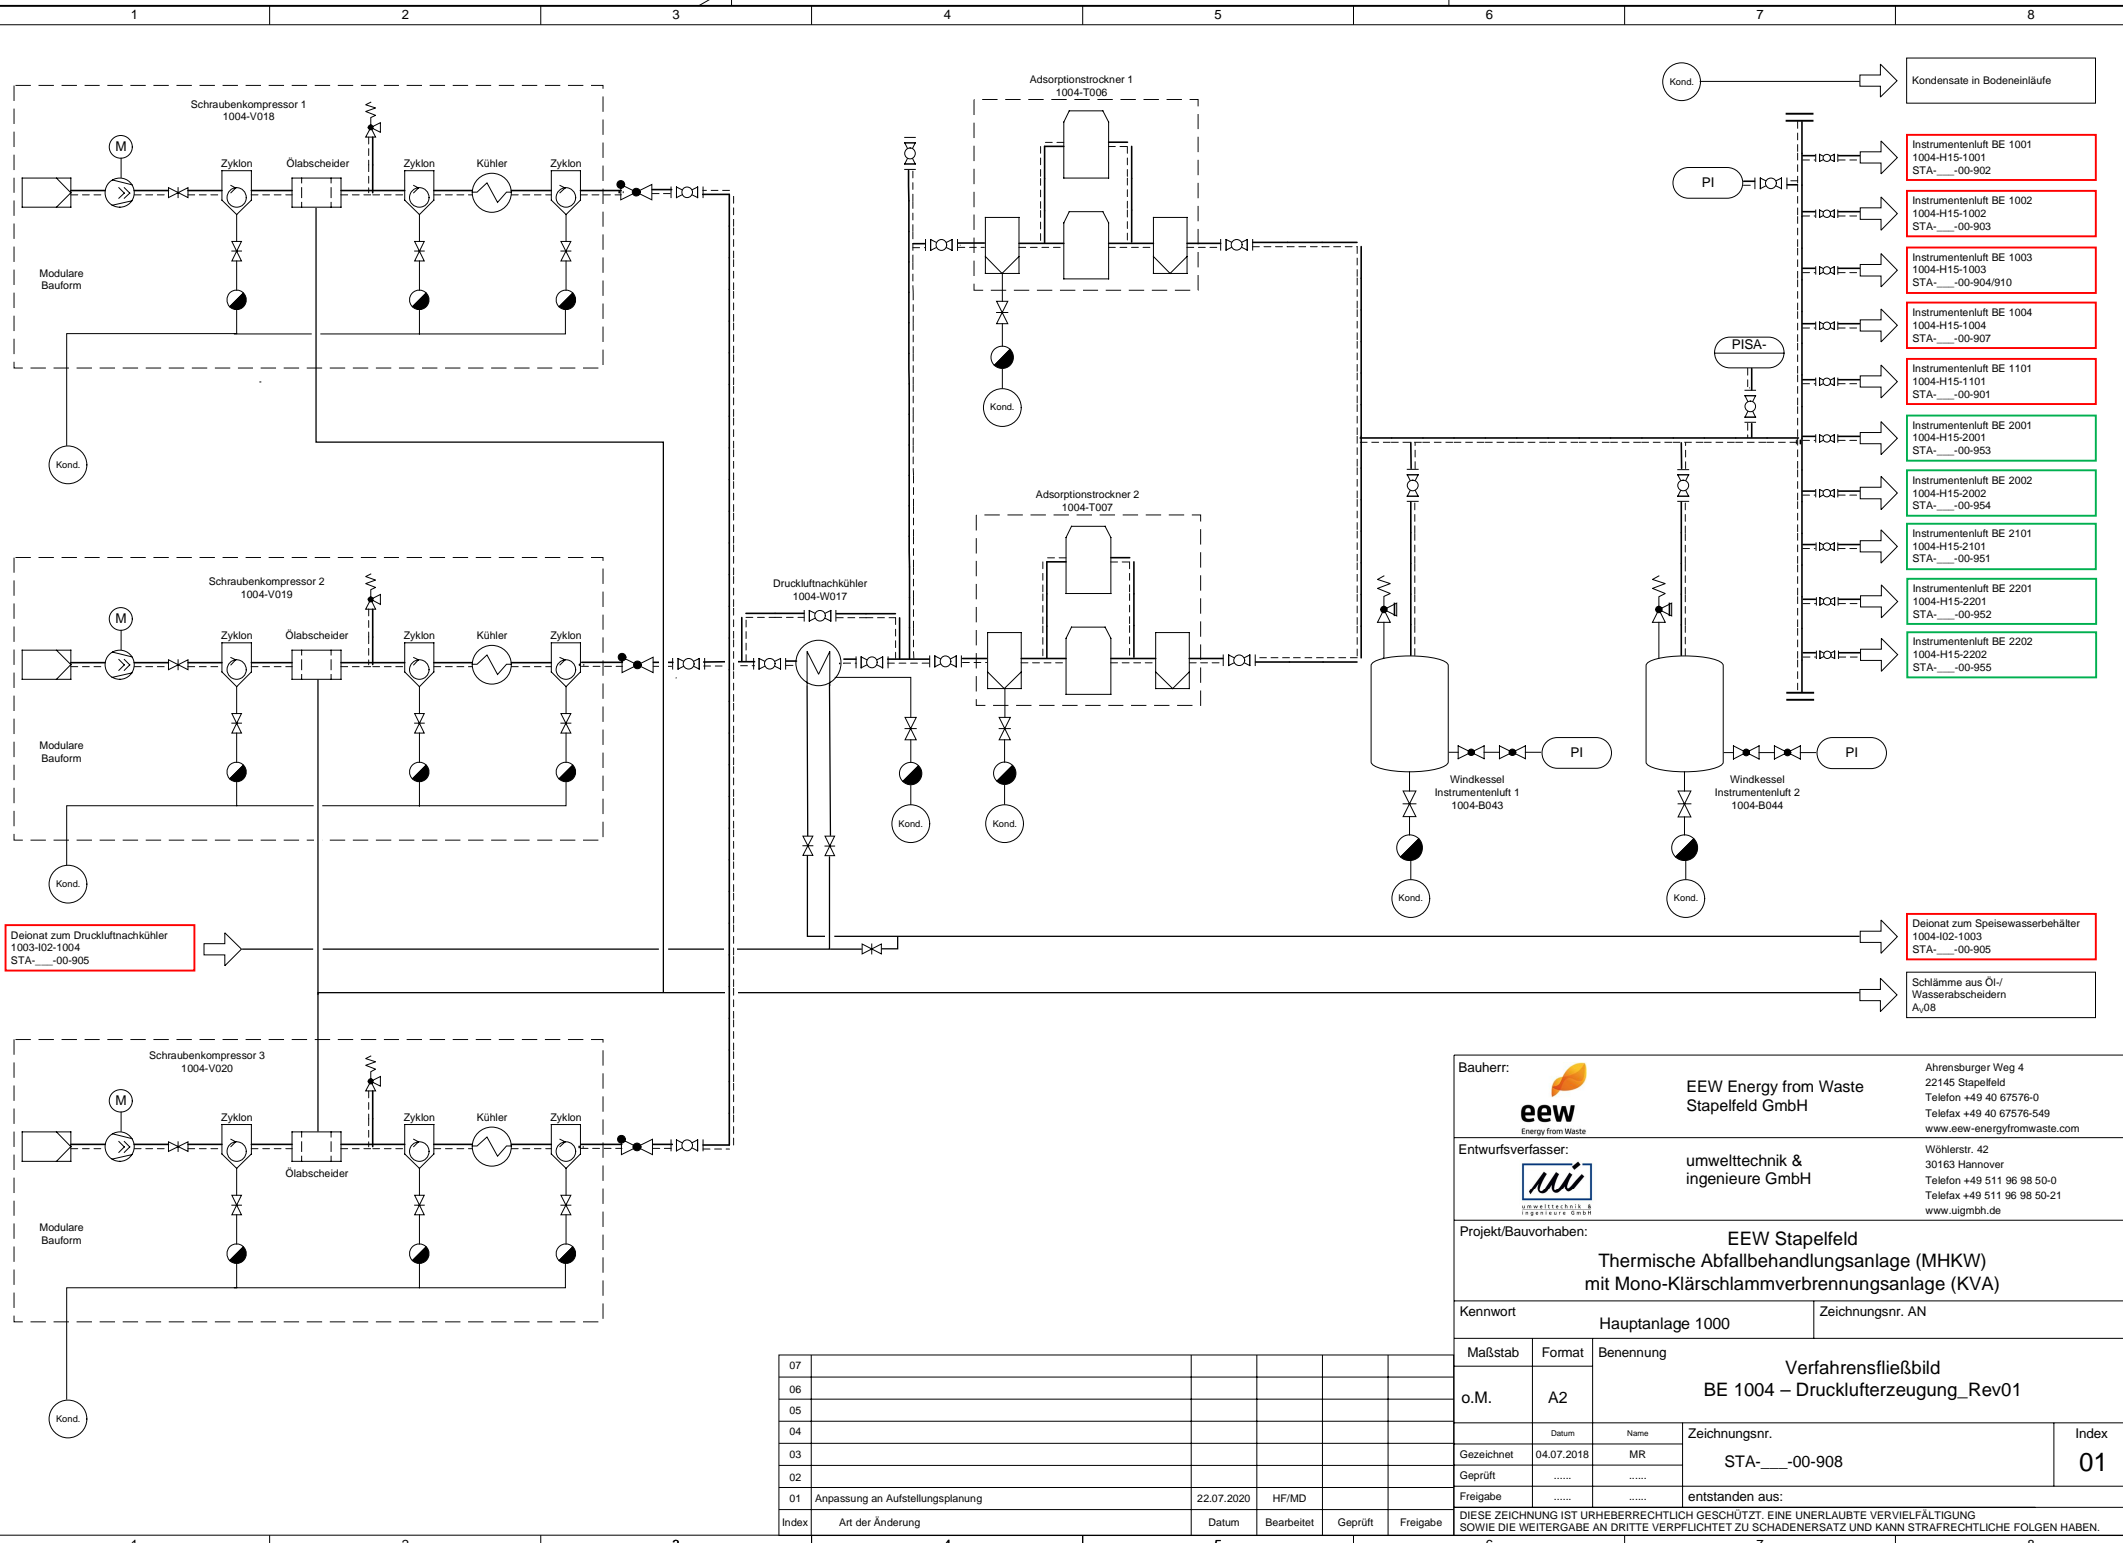 1 2 3 4 5 6 7 8
Schraubenkompressor 1
1004-V018
M
Zyklon
Ölabscheider
Zyklon
Kühler
Zyklon
Modulare
Bauform
Kond.
Adsorptionstrockner 1
1004-T006
Kond.
Kond.
Kondensate in Bodeneinläufe
PI
PISA-
Instrumentenluft BE 1001
1004-H15-1001
STA-___-00-902
Instrumentenluft BE 1002
1004-H15-1002
STA-___-00-903
Instrumentenluft BE 1003
1004-H15-1003
STA-___-00-904/910
Instrumentenluft BE 1004
1004-H15-1004
STA-___-00-907
Instrumentenluft BE 1101
1004-H15-1101
STA-___-00-901
Instrumentenluft BE 2001
1004-H15-2001
STA-___-00-953
Instrumentenluft BE 2002
1004-H15-2002
STA-___-00-954
Instrumentenluft BE 2101
1004-H15-2101
STA-___-00-951
Instrumentenluft BE 2201
1004-H15-2201
STA-___-00-952
Instrumentenluft BE 2202
1004-H15-2202
STA-___-00-955
Schraubenkompressor 2
1004-V019
M
Zyklon
Ölabscheider
Zyklon
Kühler
Zyklon
Modulare
Bauform
Kond.
Druckluftnachkühler
1004-W017
Kond.
Adsorptionstrockner 2
1004-T007
Kond.
PI
Windkessel
Instrumentenluft 1
1004-B043
Kond.
PI
Windkessel
Instrumentenluft 2
1004-B044
Kond.
Deionat zum Druckluftnachkühler
1003-I02-1004
STA-___-00-905
Deionat zum Speisewasserbehälter
1004-I02-1003
STA-___-00-905
Schlämme aus Öl-/
Wasserabscheidern
Av08
Schraubenkompressor 3
1004-V020
M
Zyklon
Ölabscheider
Zyklon
Kühler
Zyklon
Modulare
Bauform
Kond.
Bauherr:
eew
Energy from Waste
EEW Energy from Waste
Stapelfeld GmbH
Ahrensburger Weg 4
22145 Stapelfeld
Telefon +49 40 67576-0
Telefax +49 40 67576-549
www.eew-energyfromwaste.com
Entwurfsverfasser:
ui
umwelttechnik &
ingenieure GmbH
umwelttechnik &
ingenieure GmbH
Wöhlerstr. 42
30163 Hannover
Telefon +49 511 96 98 50-0
Telefax +49 511 96 98 50-21
www.uigmbh.de
Projekt/Bauvorhaben:
EEW Stapelfeld
Thermische Abfallbehandlungsanlage (MHKW)
mit Mono-Klärschlammverbrennungsanlage (KVA)
Kennwort
Hauptanlage 1000
Zeichnungsnr. AN
Maßstab Format Benennung
o.M. A2
Verfahrensfließbild
BE 1004 – Drucklufterzeugung_Rev01
Datum Name
Gezeichnet 04.07.2018 MR
Geprüft ...... ......
Freigabe ...... ......
Zeichnungsnr.
STA-___-00-908
Index
01
entstanden aus:
DIESE ZEICHNUNG IST URHEBERRECHTLICH GESCHÜTZT. EINE UNERLAUBTE VERVIELFÄLTIGUNG
SOWIE DIE WEITERGABE AN DRITTE VERPFLICHTET ZU SCHADENERSATZ UND KANN STRAFRECHTLICHE FOLGEN HABEN.
07
06
05
04
03
02
01 Anpassung an Aufstellungsplanung 22.07.2020 HF/MD
Index Art der Änderung Datum Bearbeitet Geprüft Freigabe